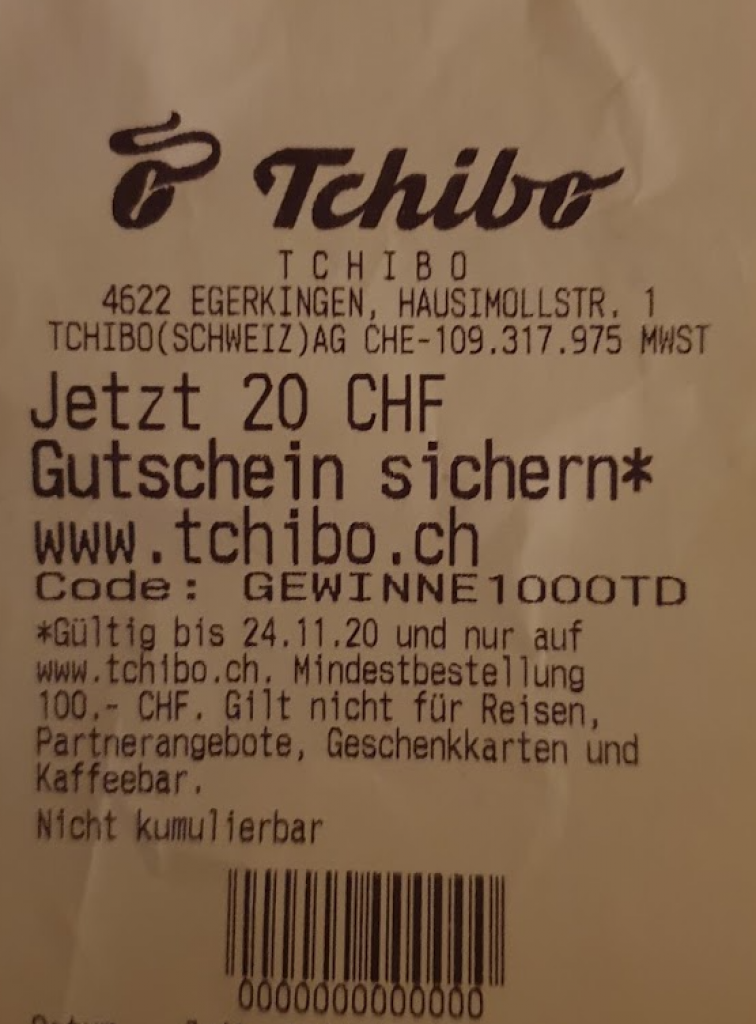 Tchibo
TCHIBO
4622 EGERKINGEN, HAUSIMOLLSTR. 1
TCHIBO(SCHWEIZ)AG CHE-109.317.975 MWST
Jetzt 20 CHF
Gutschein sichern*
www.tchibo.ch
Code: GEWINNE1000TD
*Gültig bis 24.11.20 und nur auf
www.tchibo.ch. Mindestbestellung
100.- CHF. Gilt nicht für Reisen,
Partnerangebote, Geschenkkarten und
Kaffeebar.
Nicht kumulierbar
0000000000000